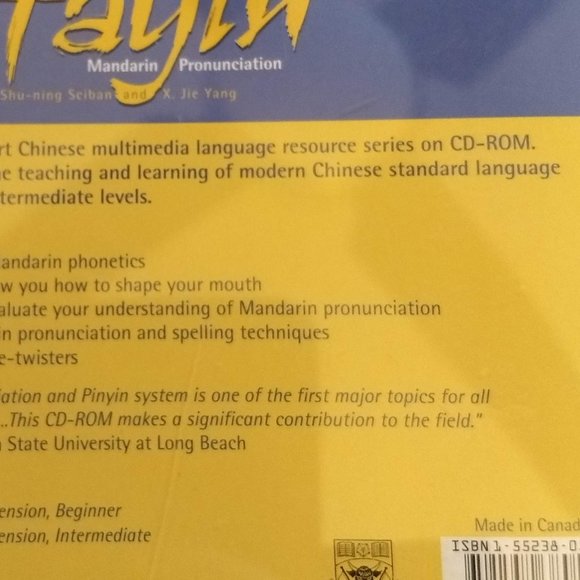 Fayin
Mandarin Pronunciation
Shu-ning Sciban and X. Jie Yang
rt Chinese multimedia language resource series on CD-ROM.
e teaching and learning of modern Chinese standard language
termediate levels.
andarin phonetics
w you how to shape your mouth
aluate your understanding of Mandarin pronunciation
in pronunciation and spelling techniques
e-twisters
iation and Pinyin system is one of the first major topics for all
...This CD-ROM makes a significant contribution to the field."
State University at Long Beach
ension, Beginner
ension, Intermediate
Made in Canad
ISBN 1-55238-0